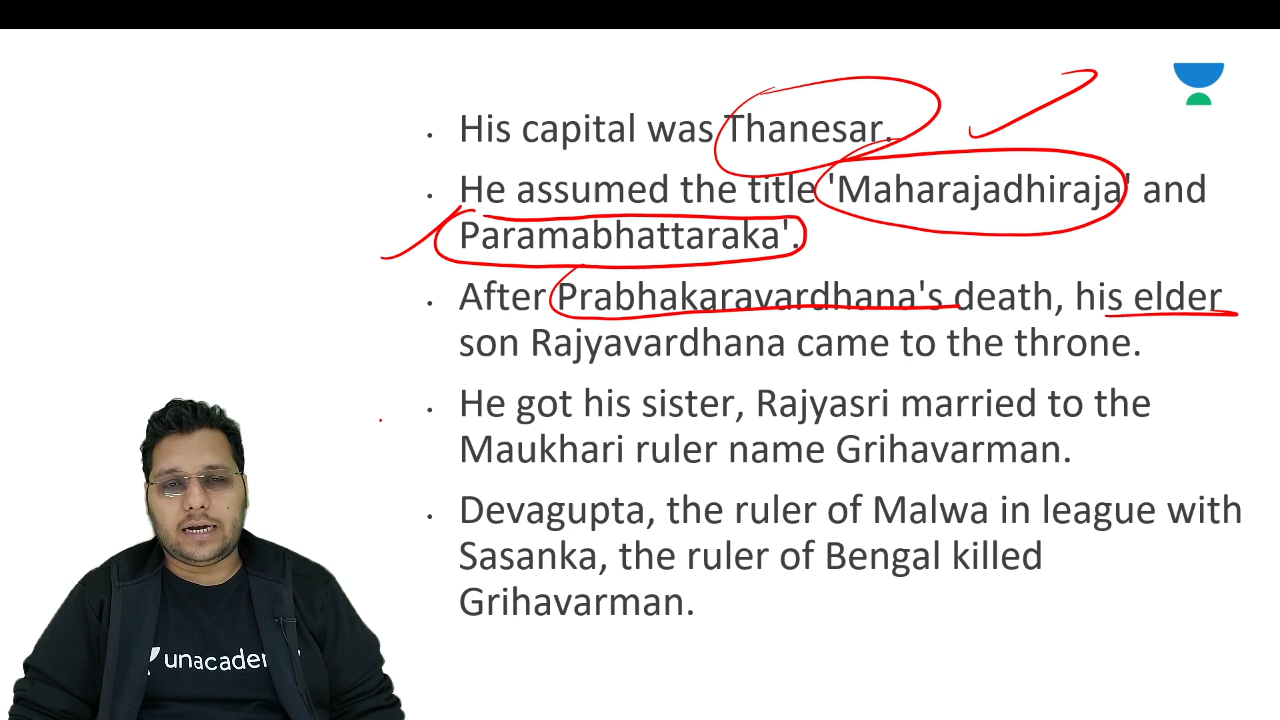 His capital was Thanesar.
He assumed the title 'Maharajadhiraja' and
Paramabhattaraka'.
After Prabhakaravardhana's death, his elder
son Rajyavardhana came to the throne.
He got his sister, Rajyasri married to the
Maukhari ruler name Grihavarman.
Devagupta, the ruler of Malwa in league with
Sasanka, the ruler of Bengal killed
Grihavarman.